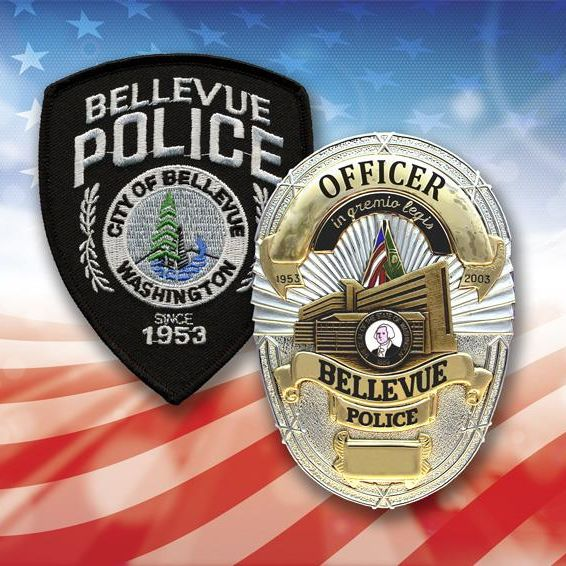 BELLEVUE
POLICE
CITY OF BELLEVUE
WASHINGTON
SINCE
1953
OFFICER
in gremio legis
1953 2003
BELLEVUE
POLICE